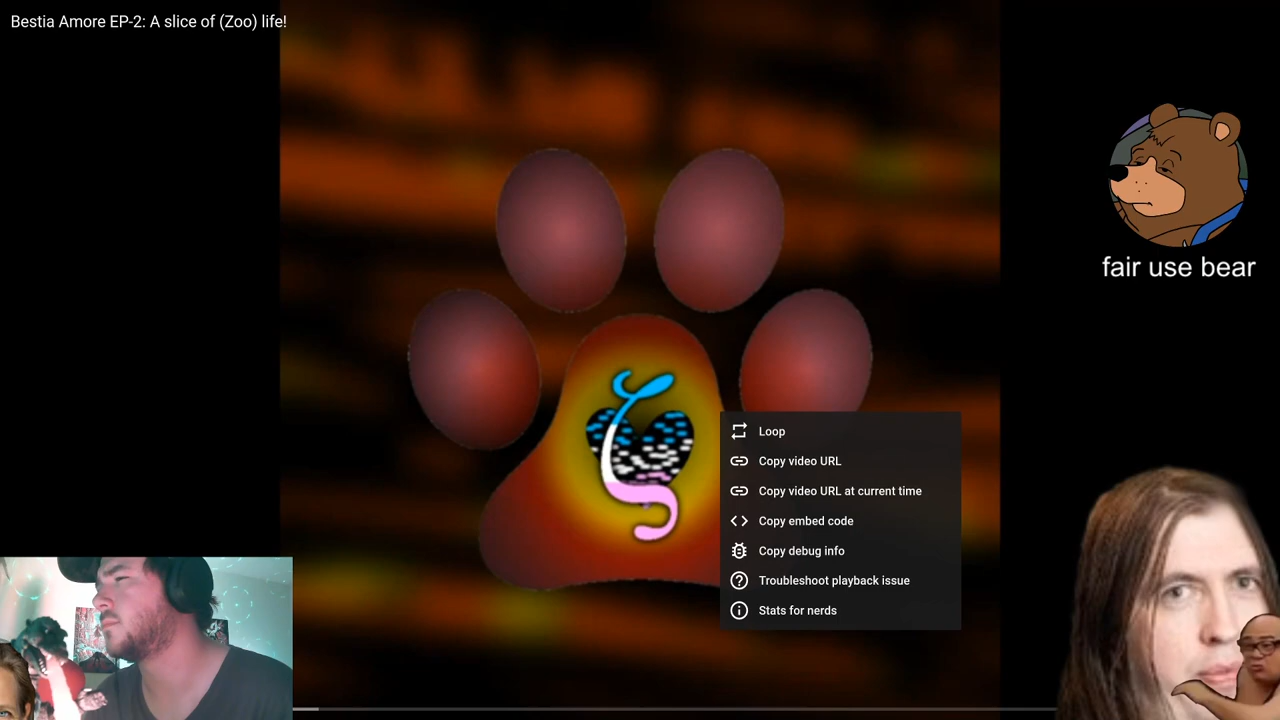 Bestia Amore EP-2: A slice of (Zoo) life!
fair use bear
Loop
Copy video URL
Copy video URL at current time
Copy embed code
Copy debug info
Troubleshoot playback issue
Stats for nerds